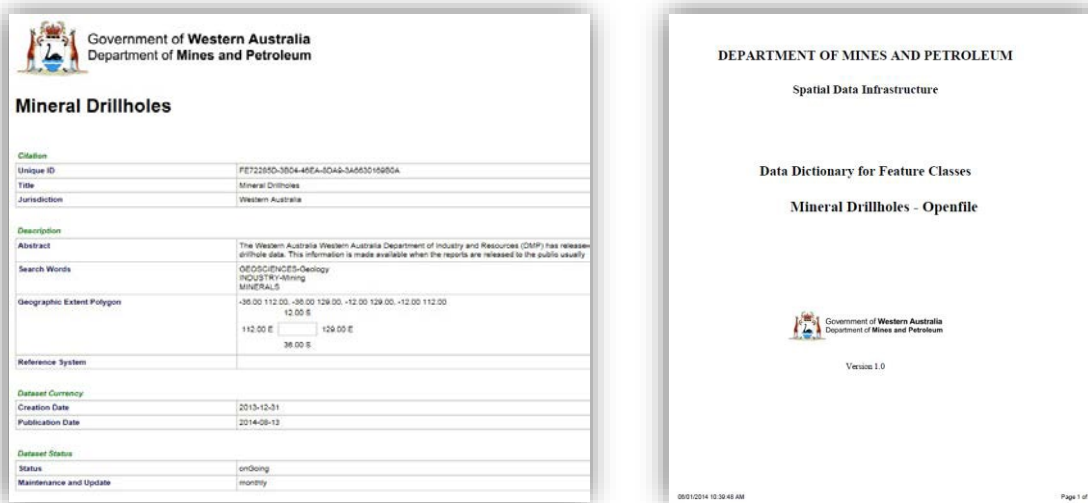 Government of Western Australia
Department of Mines and Petroleum
Mineral Drillholes
Citation
Unique ID
Title Mineral Drillholes
Jurisdiction Western Australia
Description
Abstract The Western Australia Western Australia Department of Industry and Resources (DMP) has release
drillhole data. This information is made available when the reports are released to the public usually
Search Words GEOSCIENCES-Geology
INDUSTRY-Mining
MINERALS
Geographic Extent Polygon -36.00 112.00, -36.00 129.00, -12.00 129.00, -12.00 112.00
12.00 S
112.00 E 129.00 E
36.00 S
Reference System
Dataset Currency
Creation Date 2013-12-31
Publication Date 2014-08-13
Dataset Status
Status onGoing
Maintenance and Update monthly
DEPARTMENT OF MINES AND PETROLEUM
Spatial Data Infrastructure
Data Dictionary for Feature Classes
Mineral Drillholes - Openfile
Government of Western Australia
Department of Mines and Petroleum
Version 1.0
10:39:48 AM
Page 1 of